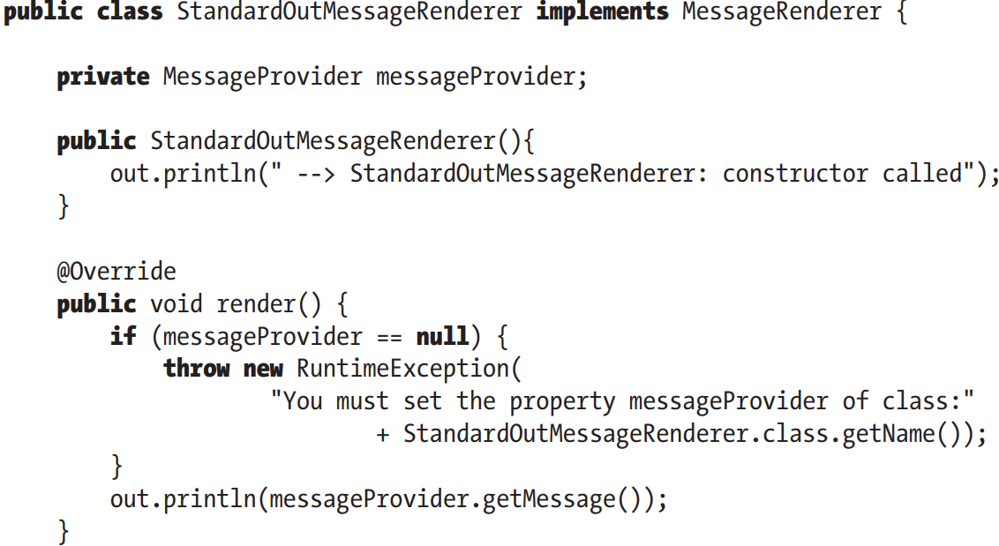 public class StandardOutMessageRenderer implements MessageRenderer {
private MessageProvider messageProvider;
public StandardOutMessageRenderer(){
out.println(" --> StandardOutMessageRenderer: constructor called");
}
@Override
public void render() {
if (messageProvider == null) {
throw new RuntimeException(
"You must set the property messageProvider of class:"
+ StandardOutMessageRenderer.class.getName());
}
out.println(messageProvider.getMessage());
}